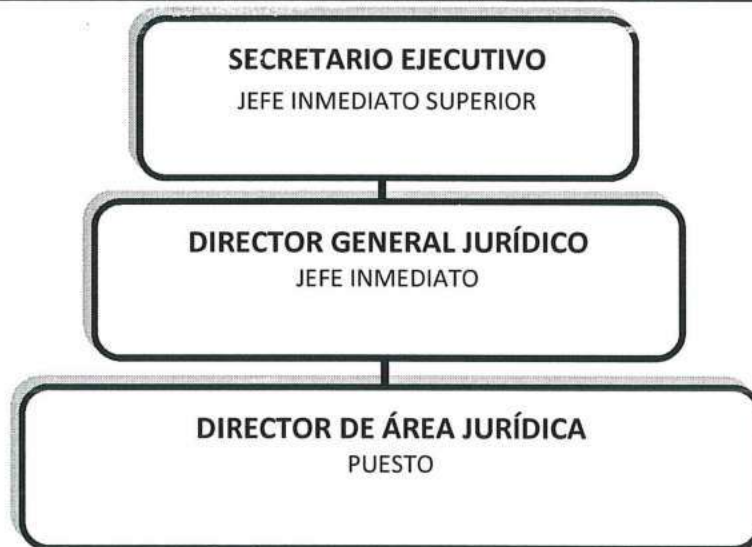 SECRETARIO EJECUTIVO
JEFE INMEDIATO SUPERIOR
DIRECTOR GENERAL JURÍDICO
JEFE INMEDIATO
DIRECTOR DE ÁREA JURÍDICA
PUESTO